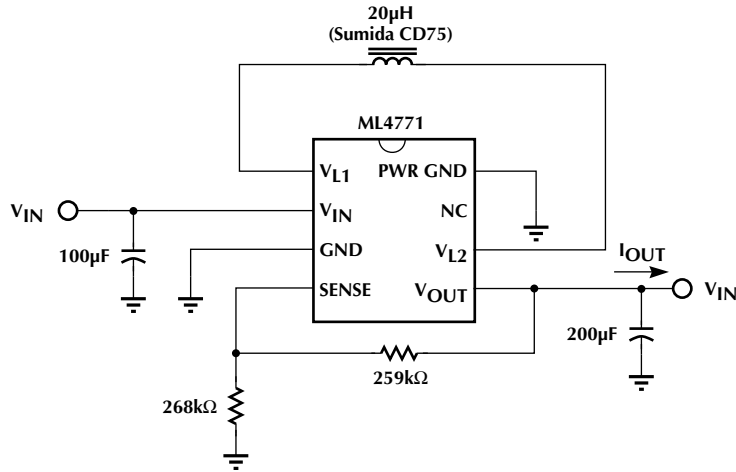 20µH
(Sumida CD75)
ML4771
VL1
PWR GND
VIN
VIN
NC
100µF
GND
VL2
IOUT
SENSE
VOUT
VIN
200µF
259kΩ
268kΩ